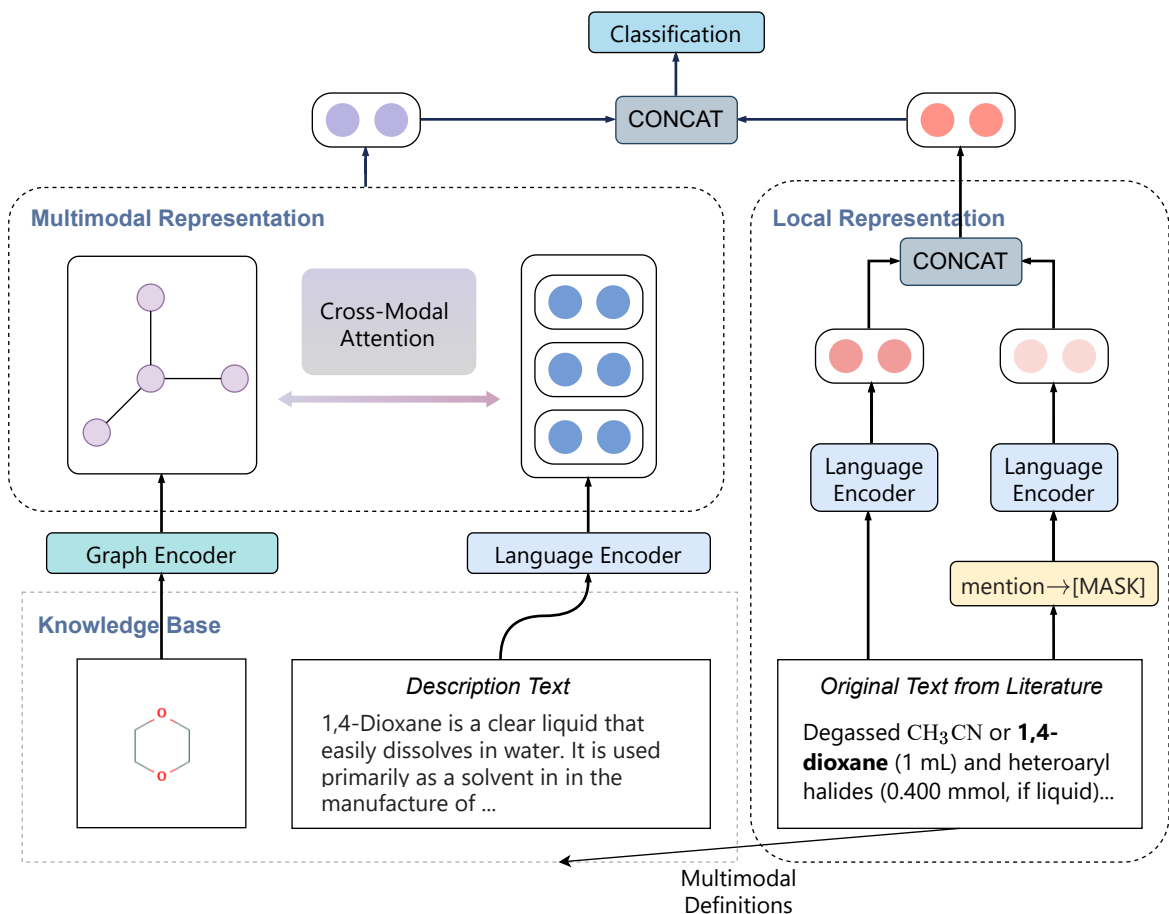 Classification
CONCAT
Multimodal Representation
Cross-Modal
Attention
Graph Encoder
Language Encoder
Knowledge Base
O
O
Description Text
1,4-Dioxane is a clear liquid that
easily dissolves in water. It is used
primarily as a solvent in in the
manufacture of ...
Local Representation
CONCAT
Language
Encoder
Language
Encoder
mention→[MASK]
Original Text from Literature
Degassed CH₃CN or 1,4-
dioxane (1 mL) and heteroaryl
halides (0.400 mmol, if liquid)...
Multimodal
Definitions